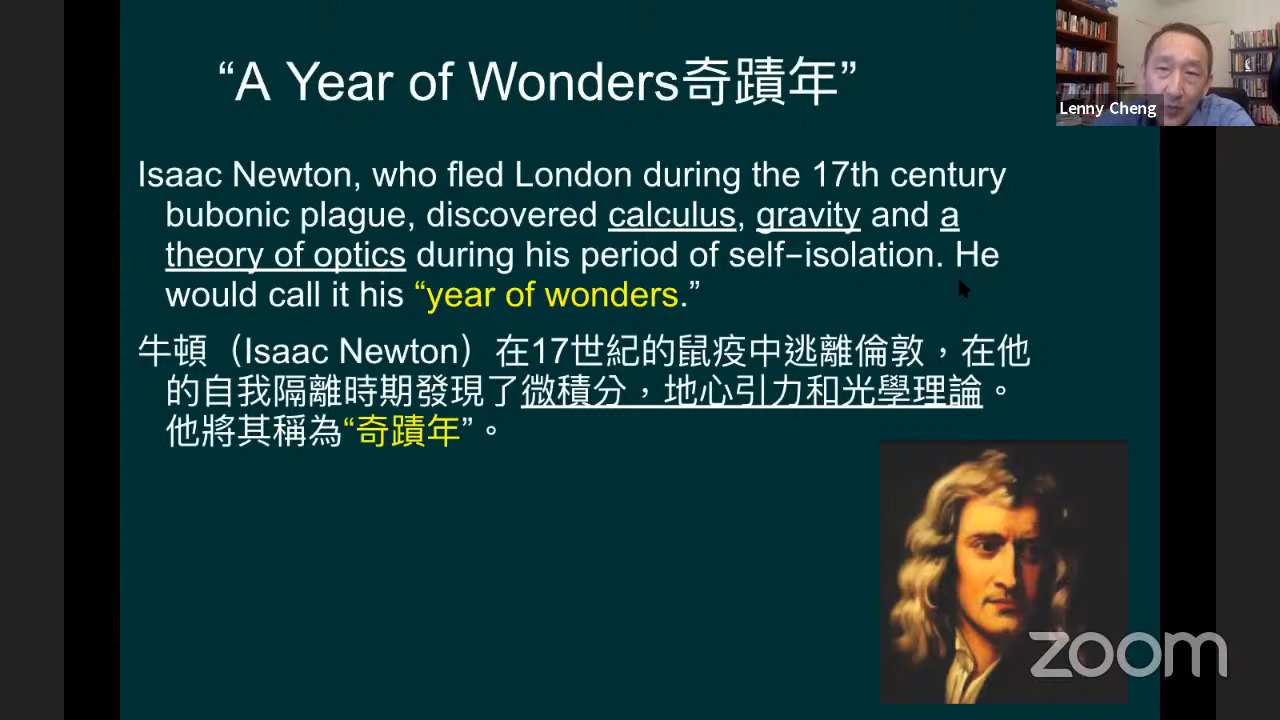 “A Year of Wonders奇蹟年”
Lenny Cheng
Isaac Newton, who fled London during the 17th century
bubonic plague, discovered calculus, gravity and a
theory of optics during his period of self-isolation. He
would call it his “year of wonders.”
牛頓（Isaac Newton）在17世紀的鼠疫中逃離倫敦，在他
的自我隔離時期發現了微積分，地心引力和光學理論。
他將其稱為“奇蹟年”。
zoom